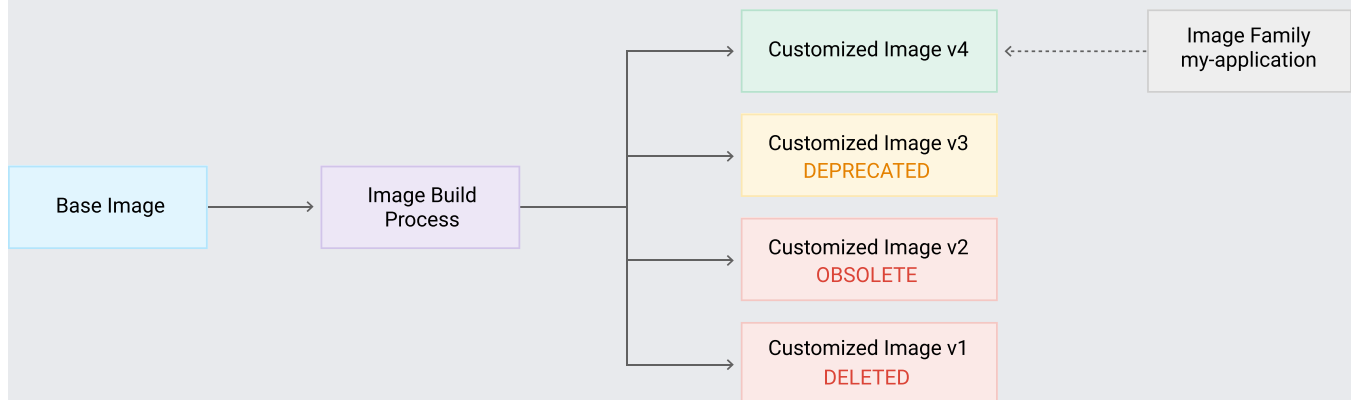 Customized Image v4
Image Family
my-application
Customized Image v3
DEPRECATED
Base Image
Image Build
Process
Customized Image v2
OBSOLETE
Customized Image v1
DELETED